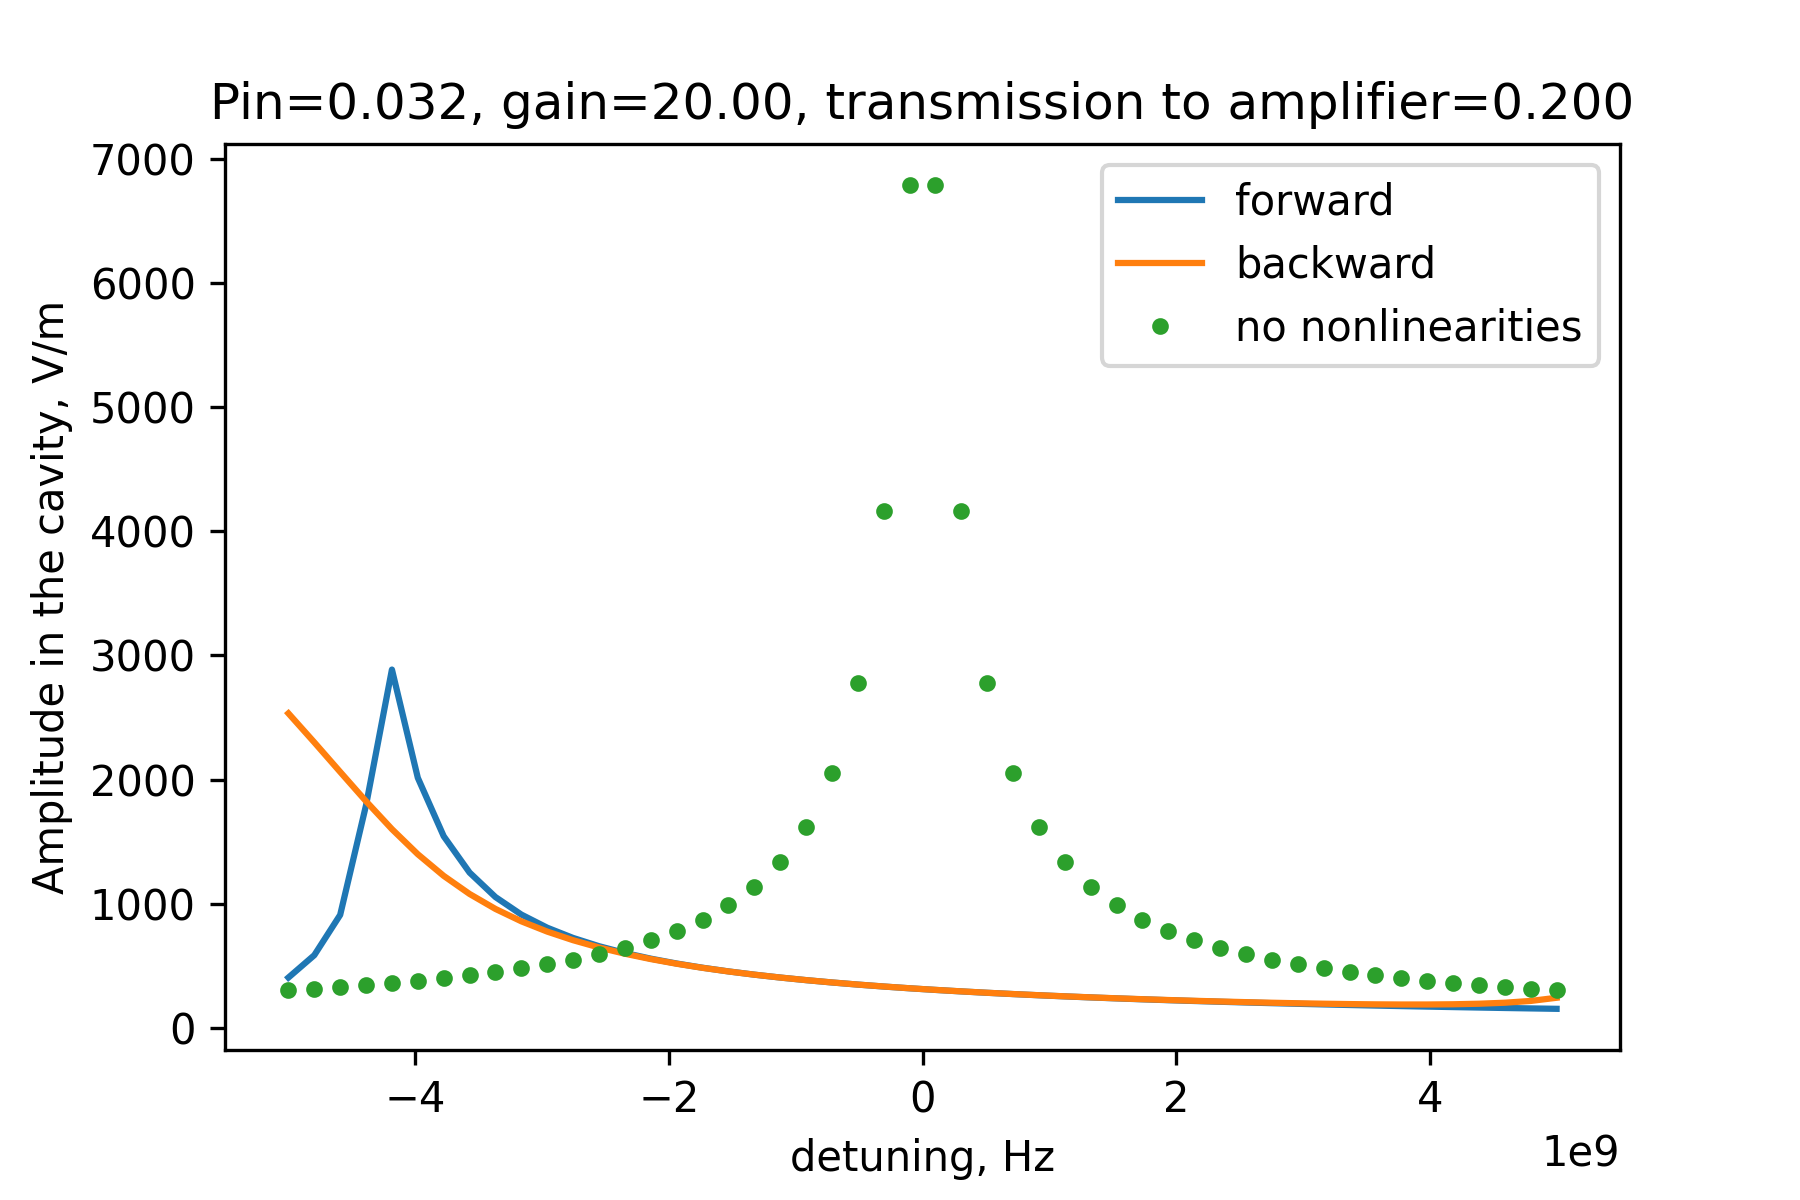 Pin=0.032, gain=20.00, transmission to amplifier=0.200
7000
6000
5000
4000
3000
2000
1000
0
Amplitude in the cavity, V/m
forward
backward
no nonlinearities
−4
−2
0
2
4
1e9
detuning, Hz